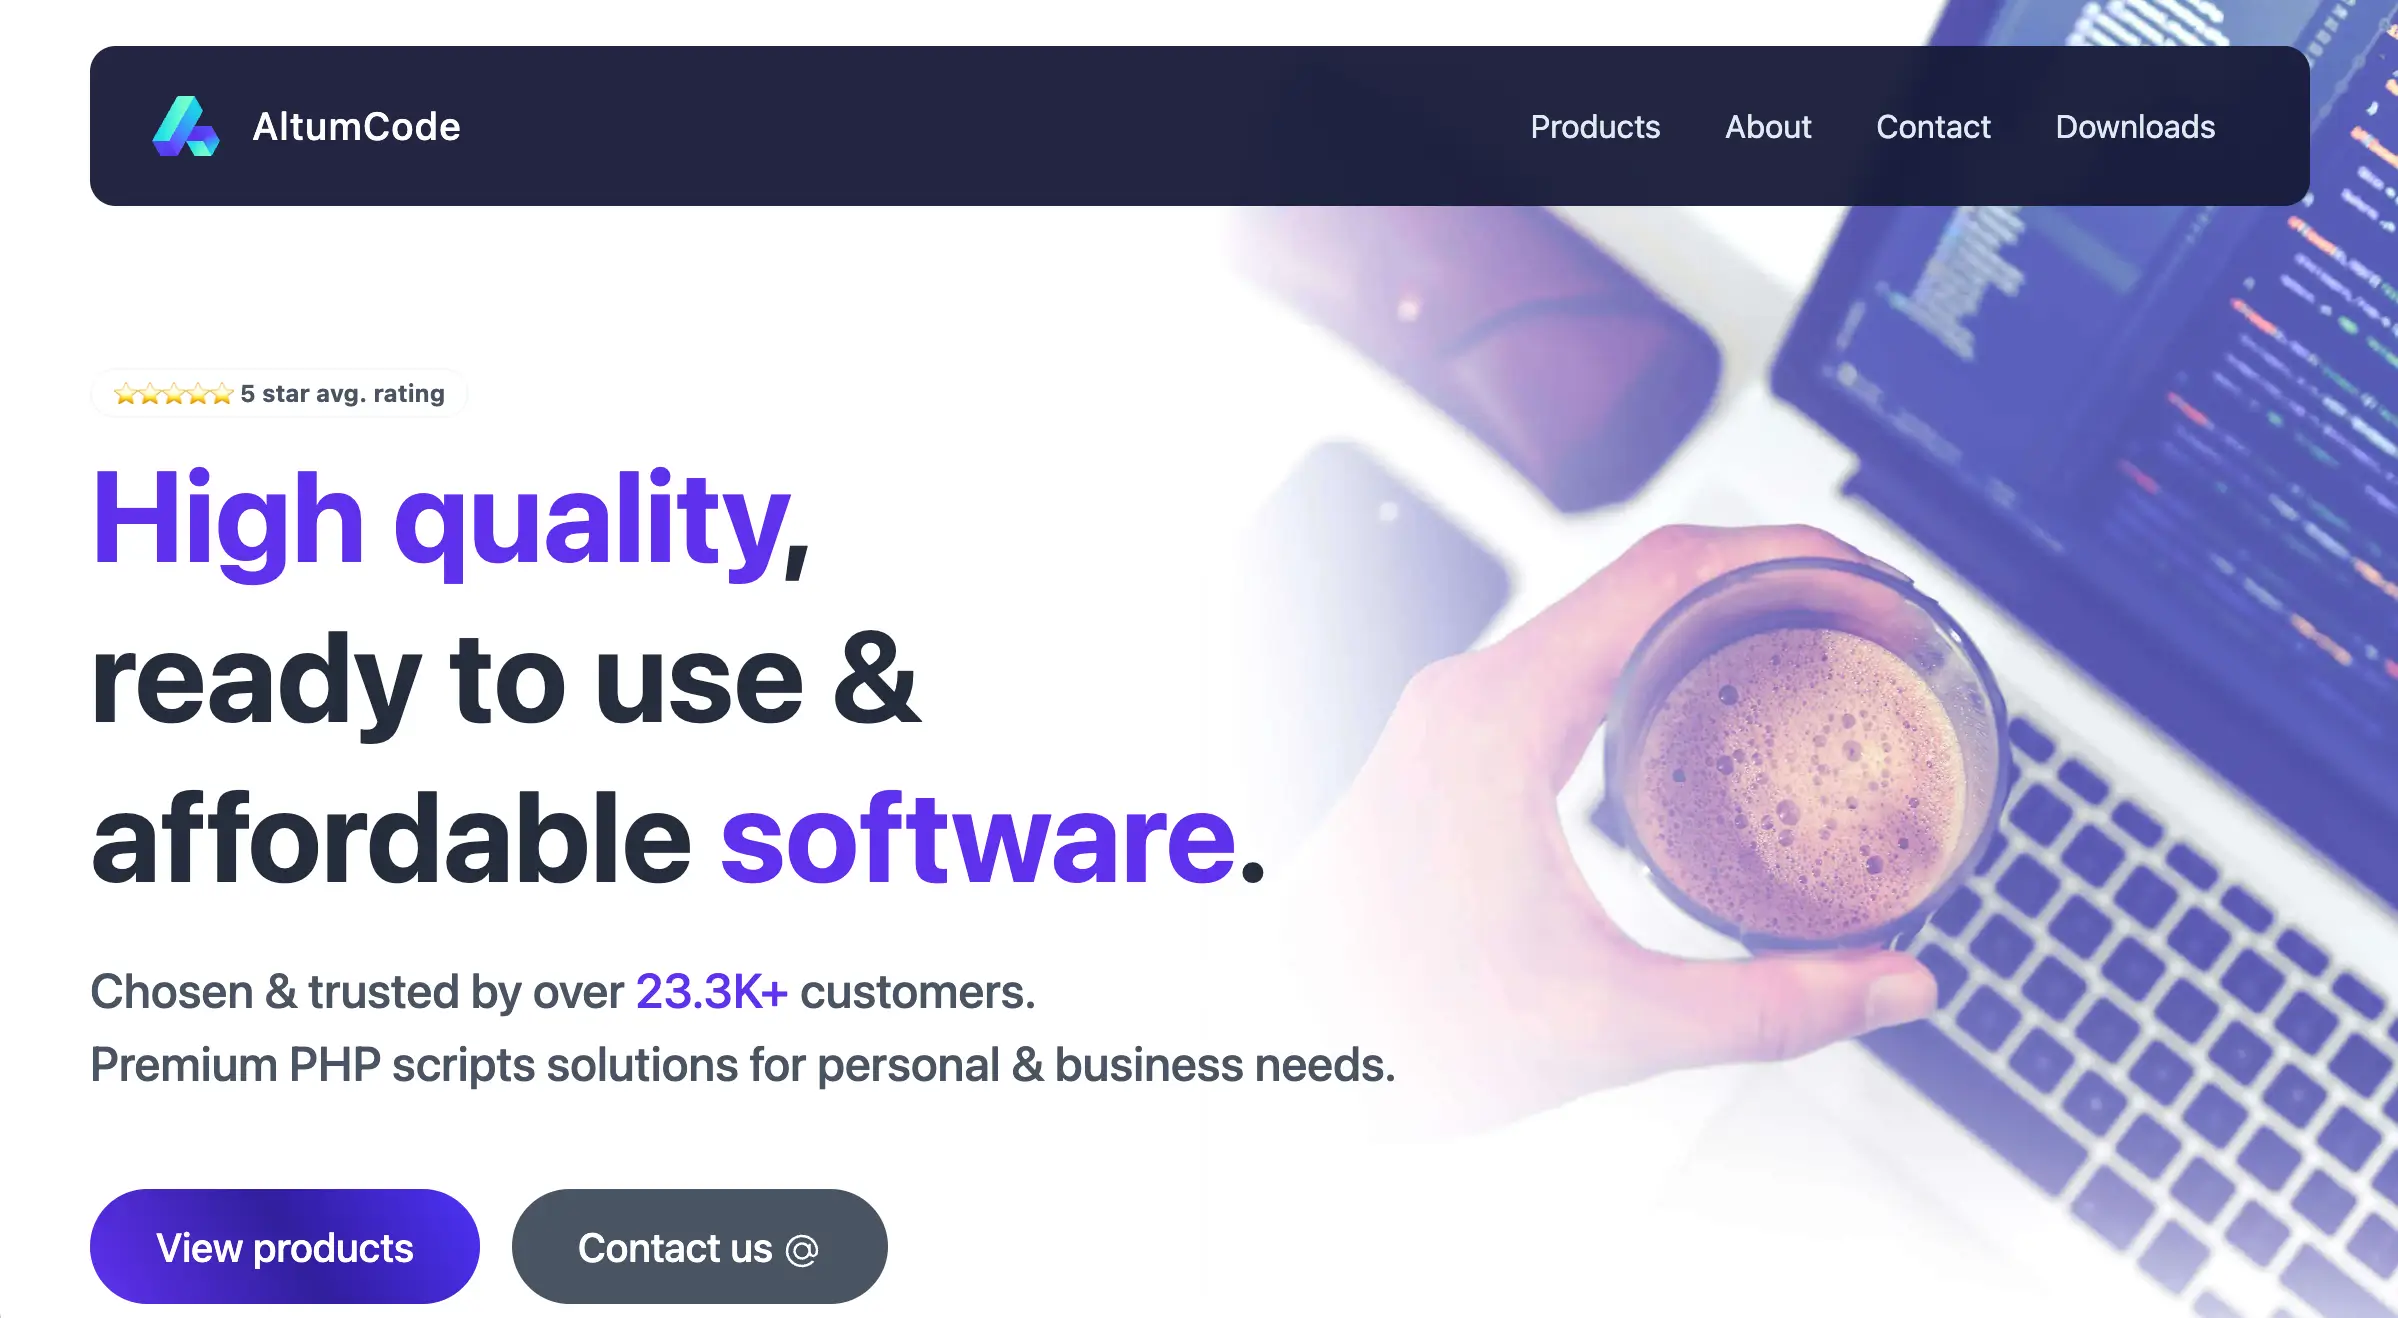 AltumCode
Products
About
Contact
Downloads
⭐⭐⭐⭐⭐ 5 star avg. rating
High quality,
ready to use &
affordable software.
Chosen & trusted by over 23.3K+ customers.
Premium PHP scripts solutions for personal & business needs.
View products
Contact us @